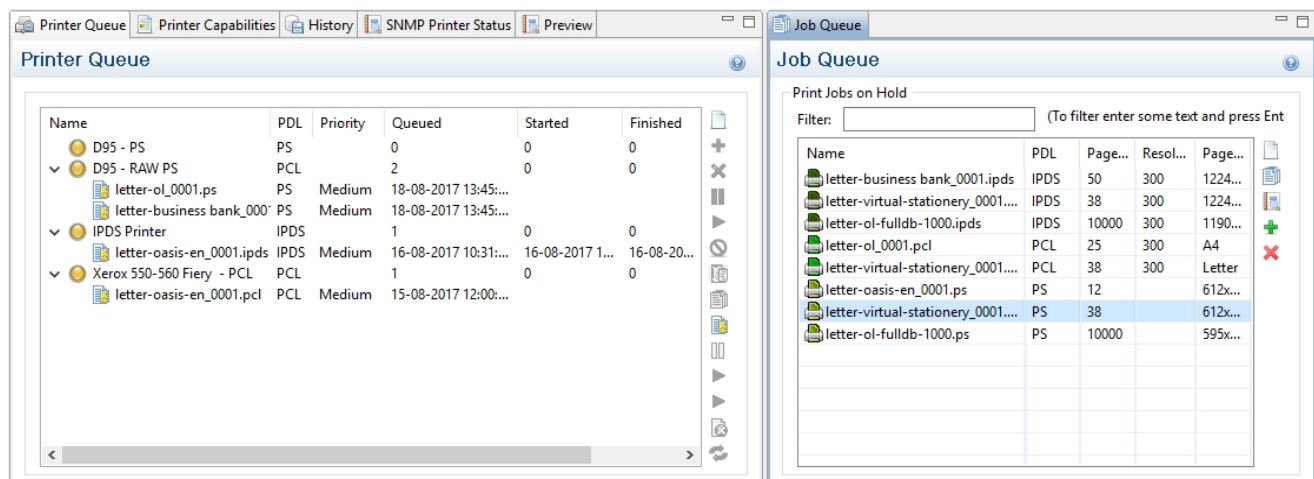 Printer Queue Printer Capabilities History SNMP Printer Status Preview
Printer Queue
Name PDL Priority Queued Started Finished
D95 - PS PS 0 0 0
D95 - RAW PS PCL 2 0 0
letter-ol_0001.ps PS Medium 18-08-2017 13:45:...
letter-business bank_000 PS Medium 18-08-2017 13:45:...
IPDS Printer IPDS 1 0 0
letter-oasis-en_0001.ipds IPDS Medium 16-08-2017 10:31:... 16-08-2017 1... 16-08-20...
Xerox 550-560 Fiery - PCL PCL 1 0 0
letter-oasis-en_0001.pcl PCL Medium 15-08-2017 12:00:...
Job Queue
Job Queue
Print Jobs on Hold
Filter: (To filter enter some text and press Ent
Name PDL Page... Resol... Page...
letter-business bank_0001.ipds IPDS 50 300 1224...
letter-virtual-stationery_0001.... IPDS 38 300 1224...
letter-ol-fulldb-1000.ipds IPDS 10000 300 1190...
letter-ol_0001.pcl PCL 25 300 A4
letter-virtual-stationery_0001.... PCL 38 300 Letter
letter-oasis-en_0001.ps PS 12 612x...
letter-virtual-stationery_0001.... PS 38 612x...
letter-ol-fulldb-1000.ps PS 10000 595x...